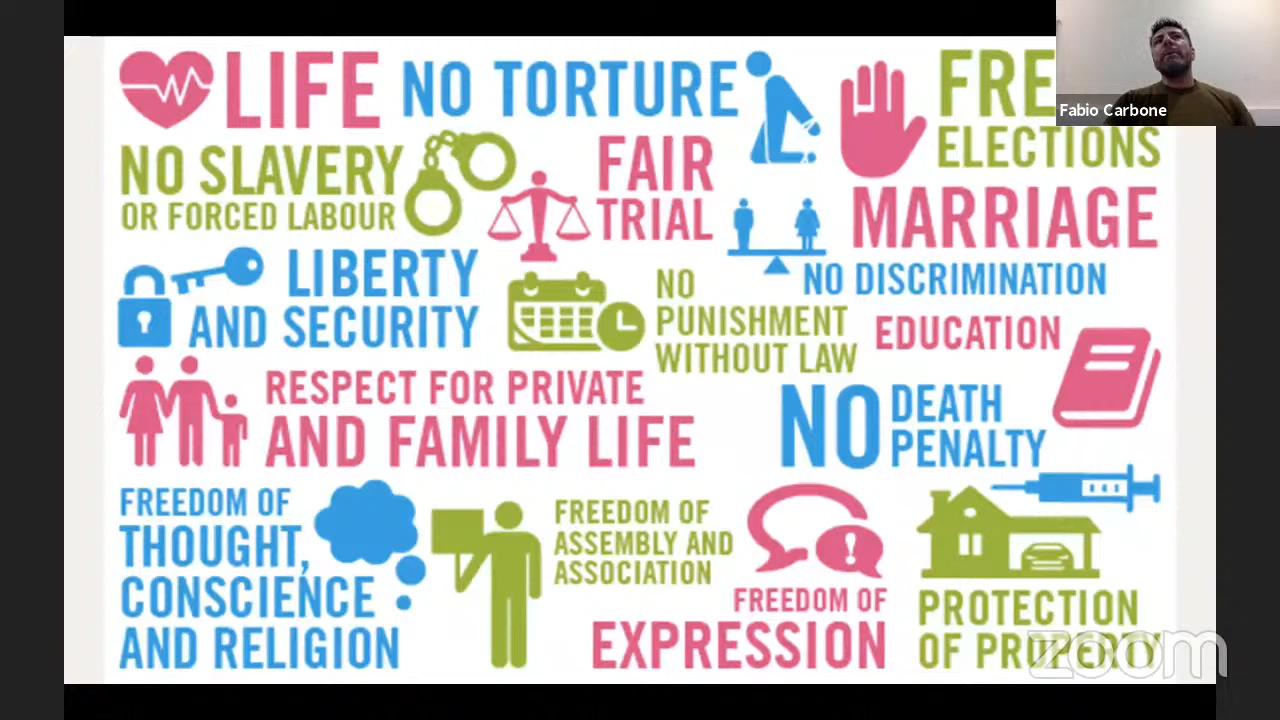 LIFE
NO TORTURE
FRE
ELECTIONS
Fabio Carbone
NO SLAVERY
OR FORCED LABOUR
FAIR
TRIAL
MARRIAGE
NO DISCRIMINATION
LIBERTY
AND SECURITY
NO
PUNISHMENT
WITHOUT LAW
EDUCATION
RESPECT FOR PRIVATE
AND FAMILY LIFE
NO
DEATH
PENALTY
FREEDOM OF
THOUGHT,
CONSCIENCE
AND RELIGION
FREEDOM OF
ASSEMBLY AND
ASSOCIATION
FREEDOM OF
EXPRESSION
PROTECTION
OF PROPERTY
zoom